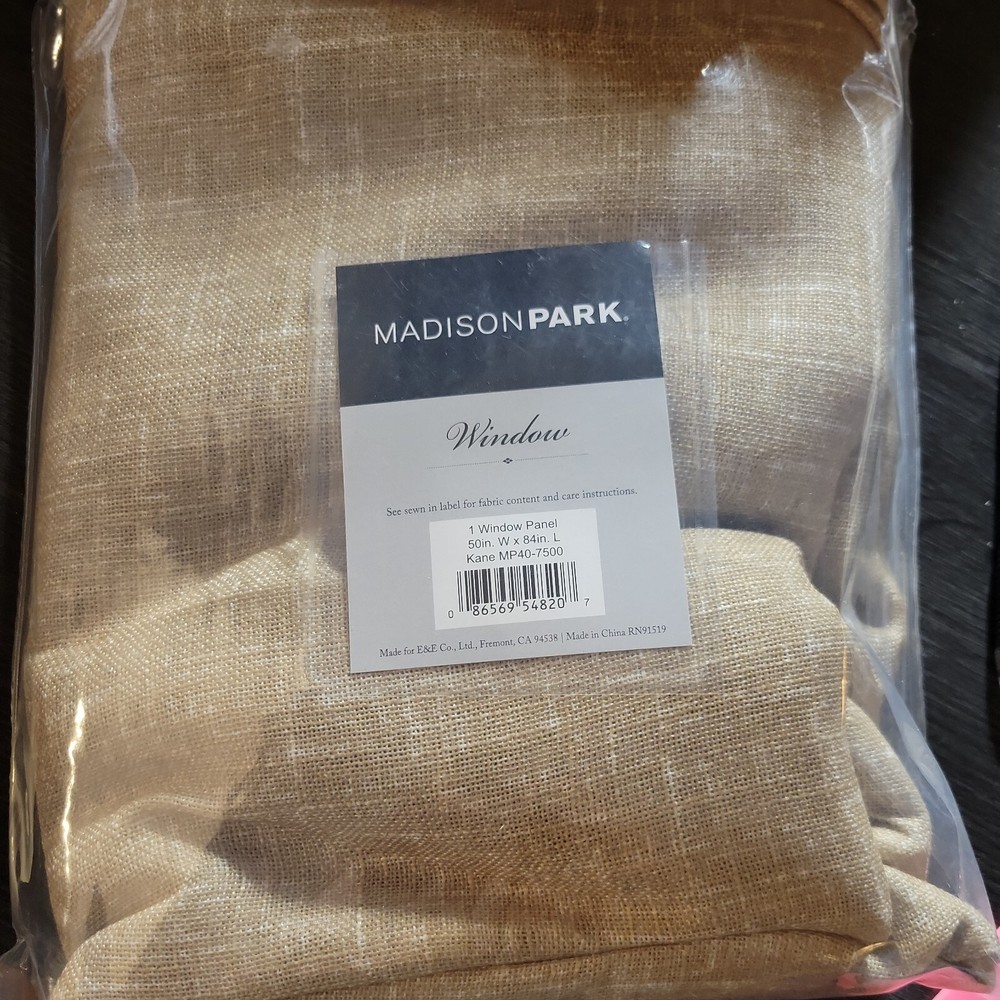 MADISONPARK®
Window
See sewn in label for fabric content and care instructions.
1 Window Panel
50in. W x 84in. L
Kane MP40-7500
0 86569 54820 7
Made for E&E Co., Ltd., Fremont, CA 94538 | Made in China RN91519